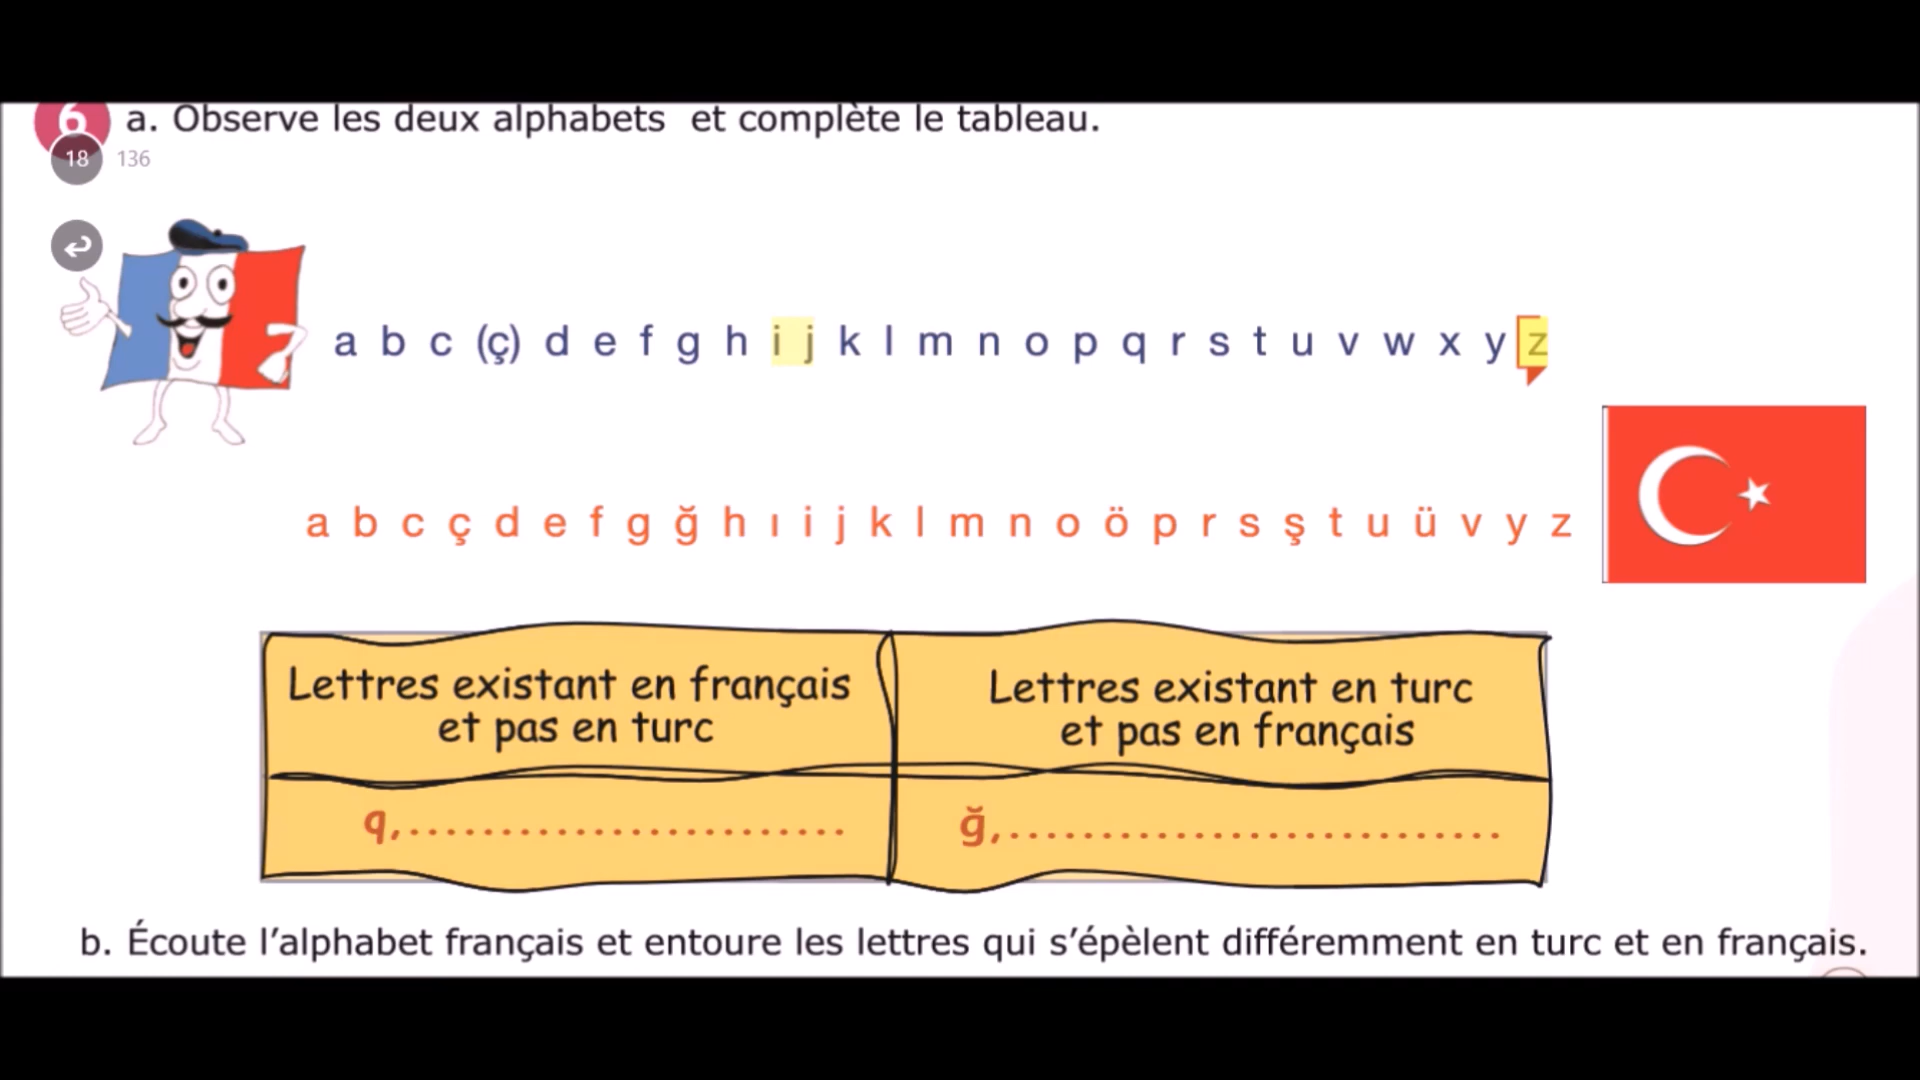 6 a. Observe les deux alphabets et complète le tableau.
18 136
a b c (ç) d e f g h i j k l m n o p q r s t u v w x y z
a b c ç d e f g ğ h ı i j k l m n o ö p r s ş t u ü v y z
Lettres existant en français
et pas en turc
Lettres existant en turc
et pas en français
q,........................
ğ,...........................
b. Écoute l’alphabet français et entoure les lettres qui s’épèlent différemment en turc et en français.